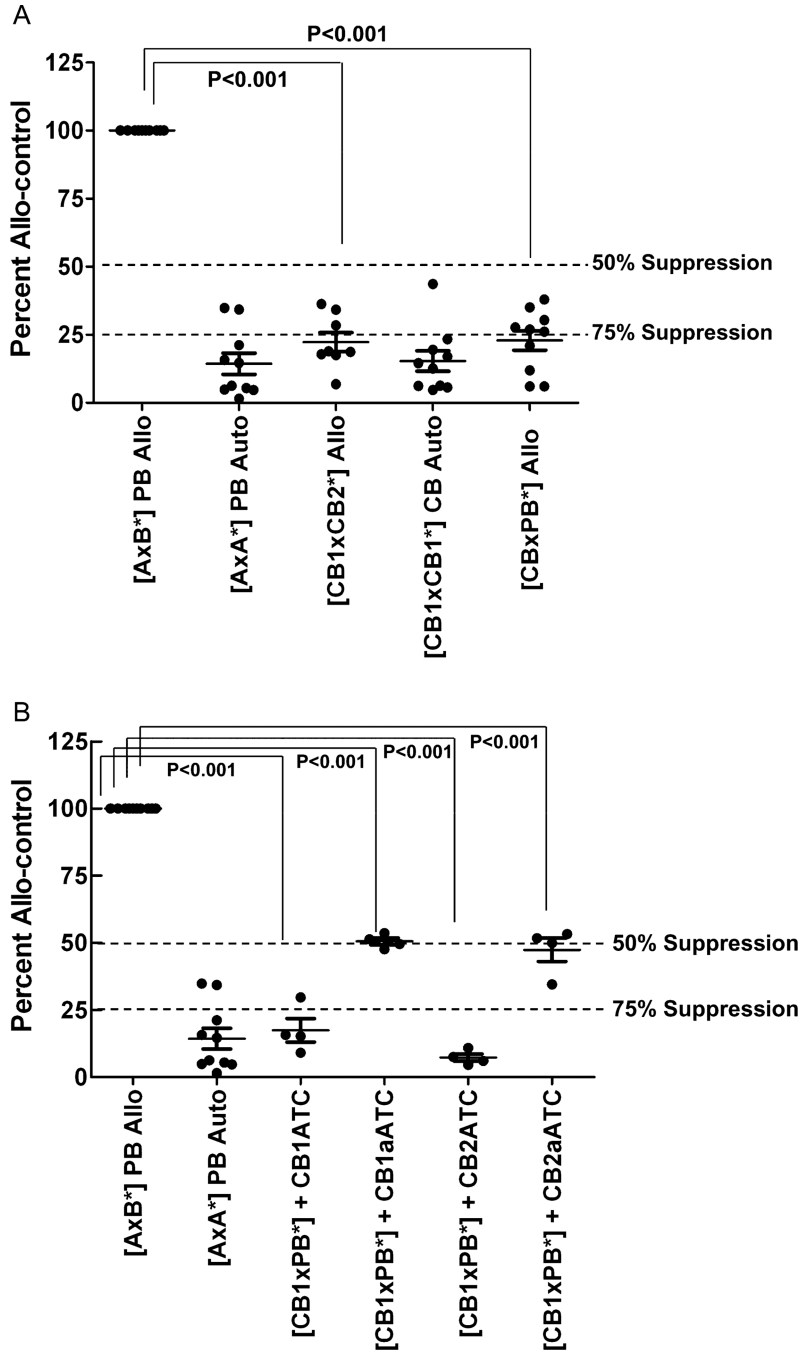 A
P<0.001
P<0.001
125
100
75
50
25
0
Percent Allo-control
50% Suppression
75% Suppression
[AxB*] PB Allo
[AxA*] PB Auto
[CB1xCB2*] Allo
[CB1xCB1*] CB Auto
[CBxPB*] Allo
B
P<0.001
P<0.001
P<0.001
P<0.001
125
100
75
50
25
0
Percent Allo-control
50% Suppression
75% Suppression
[AxB*] PB Allo
[AxA*] PB Auto
[CB1xPB*] + CB1ATC
[CB1xPB*] + CB1aATC
[CB1xPB*] + CB2ATC
[CB1xPB*] + CB2aATC